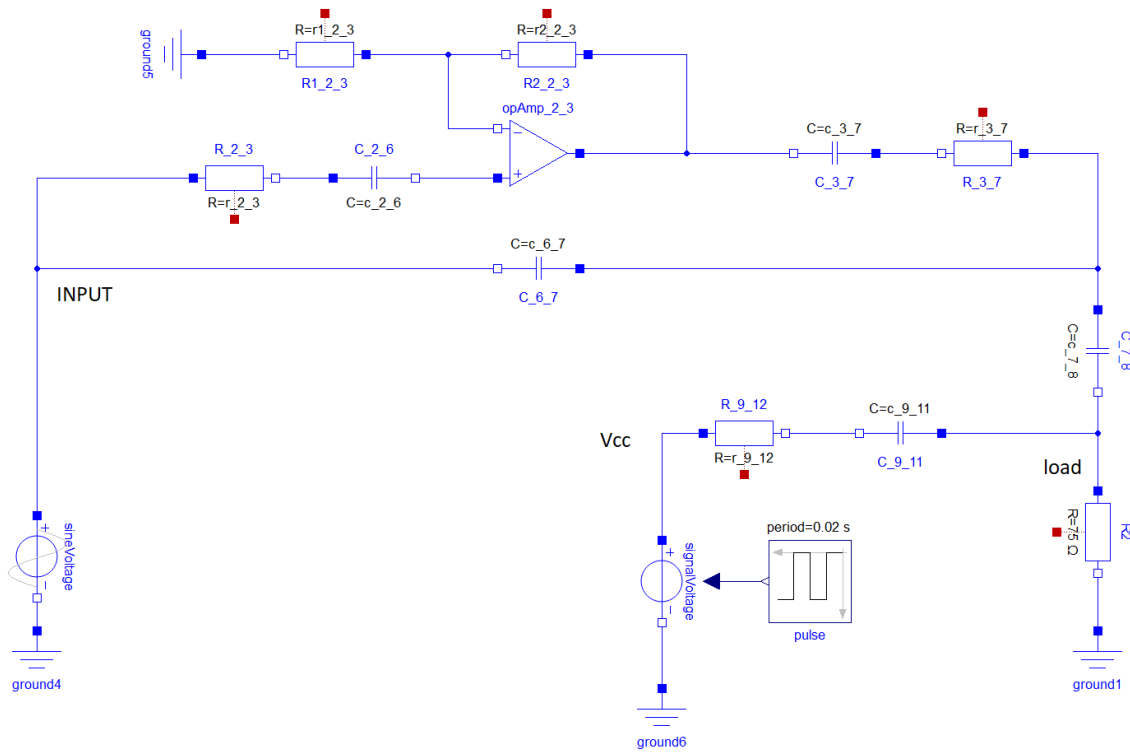 R=r1_2_3
R=r2_2_3
ground5
R1_2_3
R2_2_3
opAmp_2_3
R_2_3
C_2_6
C=c_3_7
R=r_3_7
C_3_7
R_3_7
R=r_2_3
C=c_2_6
C=c_6_7
C_6_7
INPUT
C_7_8
C=c_7_8
R_9_12
C=c_9_11
Vcc
R=r_9_12
C_9_11
load
sineVoltage
signalVoltage
period=0.02 s
pulse
R2
R=75 Ω
ground4
ground1
ground6